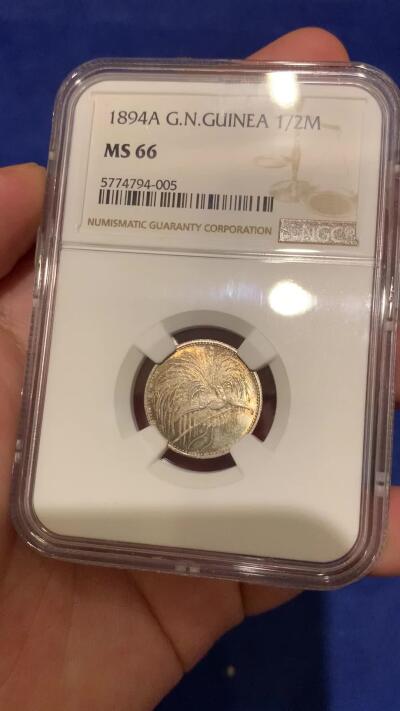 1894A G.N.GUINEA 1/2M
MS 66
5774794-005
NUMISMATIC GUARANTY CORPORATION
NGC